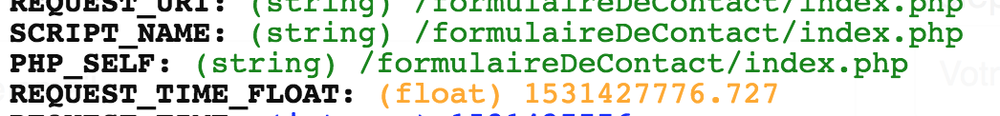 REQUEST_URI: (string) /formulaireDeContact/index.php
SCRIPT_NAME: (string) /formulaireDeContact/index.php
PHP_SELF: (string) /formulaireDeContact/index.php
Votr
REQUEST_TIME_FLOAT: (float) 1531427776.727